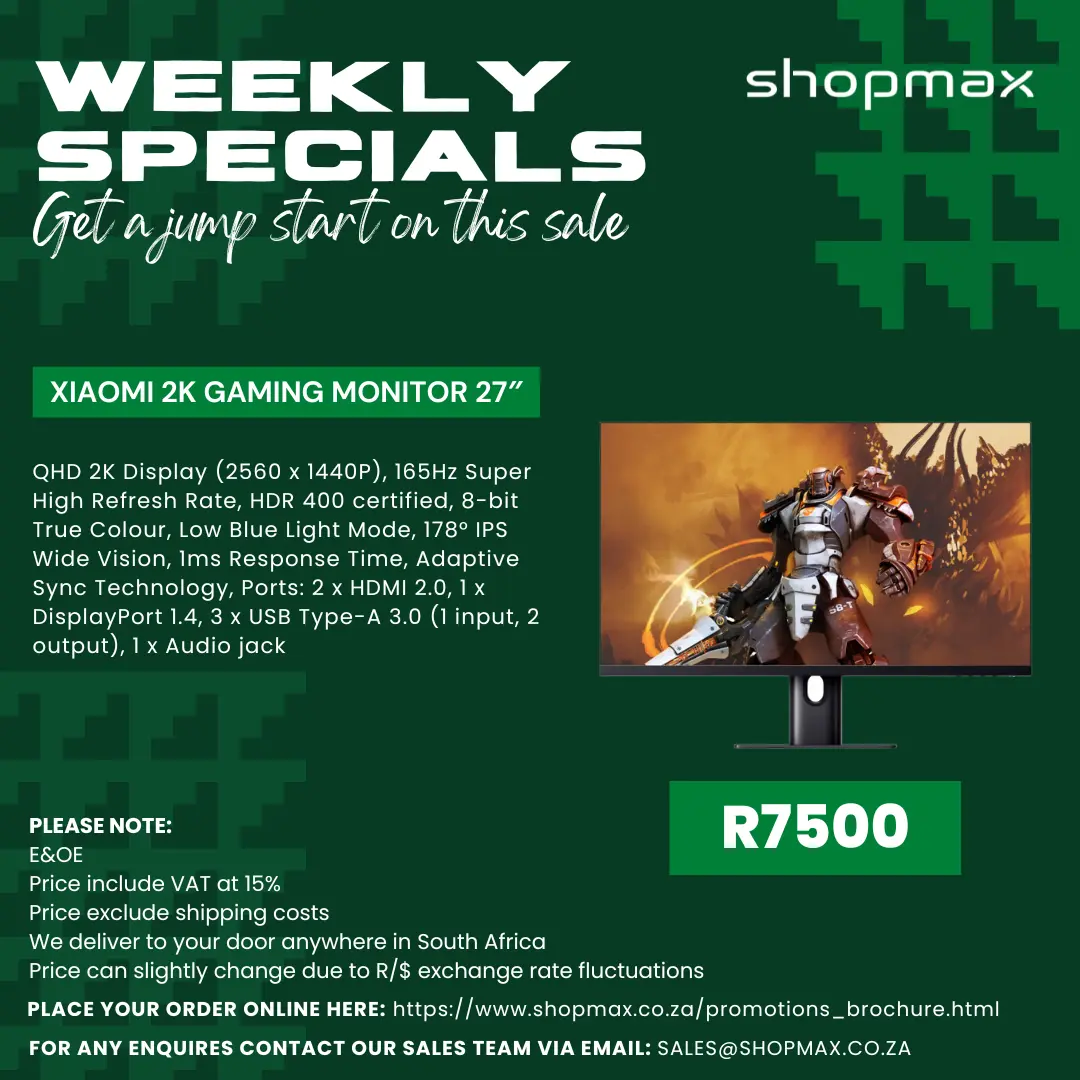 WEEKLY
SPECIALS
Get a jump start on this sale
shopmax
XIAOMI 2K GAMING MONITOR 27”
QHD 2K Display (2560 x 1440P), 165Hz Super
High Refresh Rate, HDR 400 certified, 8-bit
True Colour, Low Blue Light Mode, 178° IPS
Wide Vision, 1ms Response Time, Adaptive
Sync Technology, Ports: 2 x HDMI 2.0, 1 x
DisplayPort 1.4, 3 x USB Type-A 3.0 (1 input, 2
output), 1 x Audio jack
SB-T
R7500
PLEASE NOTE:
E&OE
Price include VAT at 15%
Price exclude shipping costs
We deliver to your door anywhere in South Africa
Price can slightly change due to R/$ exchange rate fluctuations
PLACE YOUR ORDER ONLINE HERE: https://www.shopmax.co.za/promotions_brochure.html
FOR ANY ENQUIRES CONTACT OUR SALES TEAM VIA EMAIL: SALES@SHOPMAX.CO.ZA